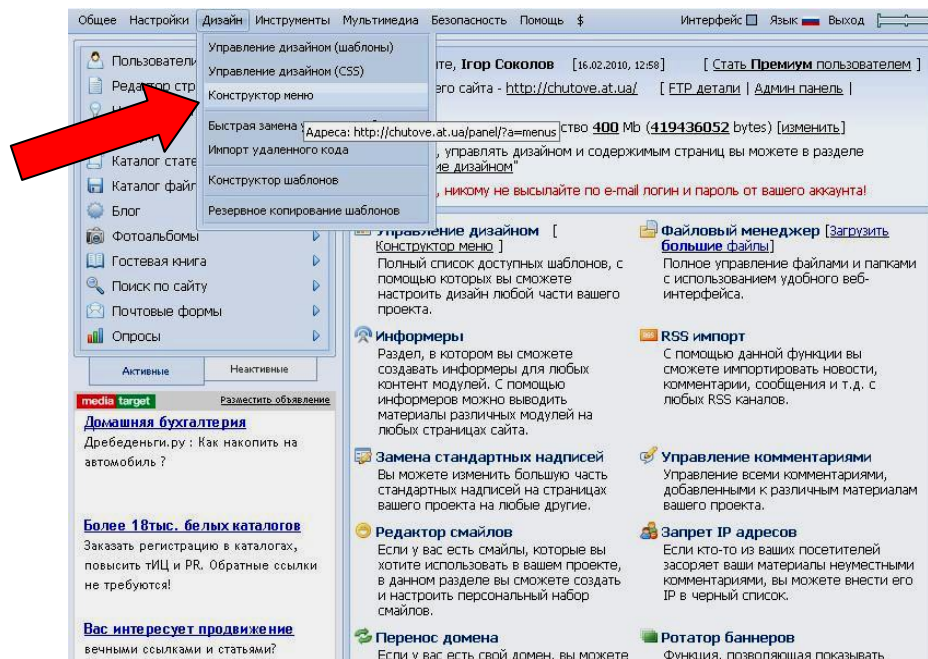 Общее Настройки Дизайн Инструменты Мультимедиа Безопасность Помощь $ Интерфейс Язык Выход
Управление дизайном (шаблоны)
Управление дизайном (CSS)
Конструктор меню
Быстрая замена
Адреса: http://chutove.at.ua/panel/?a=menus
Импорт удаленного кода
Конструктор шаблонов
Резервное копирование шаблонов
Пользователи
Каталог стате
Каталог файл
Блог
Фотоальбомы
Гостевая книга
Поиск по сайту
Почтовые формы
Опросы
Активные Неактивные
те, Ігор Соколов [16.02.2010, 12:58] [ Стать Премиум пользователем ]
его сайта - http://chutove.at.ua/ [ FTP детали | Админ панель |
ство 400 Mb (419436052 bytes) [изменить]
, управлять дизайном и содержимым страниц вы можете в разделе
ие дизайном"
, никому не высылайте по e-mail логин и пароль от вашего аккаунта!
Управление дизайном [
Конструктор меню ]
Полный список доступных шаблонов, с
помощью которых вы сможете
настроить дизайн любой части вашего
проекта.
Файловый менеджер [Загрузить
большие файлы]
Полное управление файлами и папками
с использованием удобного веб-
интерфейса.
Информеры
Раздел, в котором вы сможете
создавать информеры для любых
контент модулей. С помощью
информеров можно выводить
материалы различных модулей на
любых страницах сайта.
RSS импорт
С помощью данной функции вы
сможете импортировать новости,
комментарии, сообщения и т.д. с
любых RSS каналов.
Замена стандартных надписей
Вы можете изменить большую часть
стандартных надписей на страницах
вашего проекта на любые другие.
Управление комментариями
Управление всеми комментариями,
добавленными к различным материалам
вашего проекта.
Редактор смайлов
Если у вас есть смайлы, которые вы
хотите использовать в вашем проекте,
в данном разделе вы сможете создать
и настроить персональный набор
смайлов.
Запрет IP адресов
Если кто-то из ваших посетителей
засоряет ваши материалы неуместными
комментариями, вы можете внести его
IP в черный список.
Перенос домена
Если у вас есть свой домен, вы можете
Ротатор баннеров
Функция, позволяющая показывать
media target Разместить объявление
Домашняя бухгалтерия
Дребеденьги.ру : Как накопить на
автомобиль ?
Более 18тыс. белых каталогов
Заказать регистрацию в каталогах,
повысить тИЦ и PR. Обратные ссылки
не требуются!
Вас интересует продвижение
вечными ссылками и статьями?